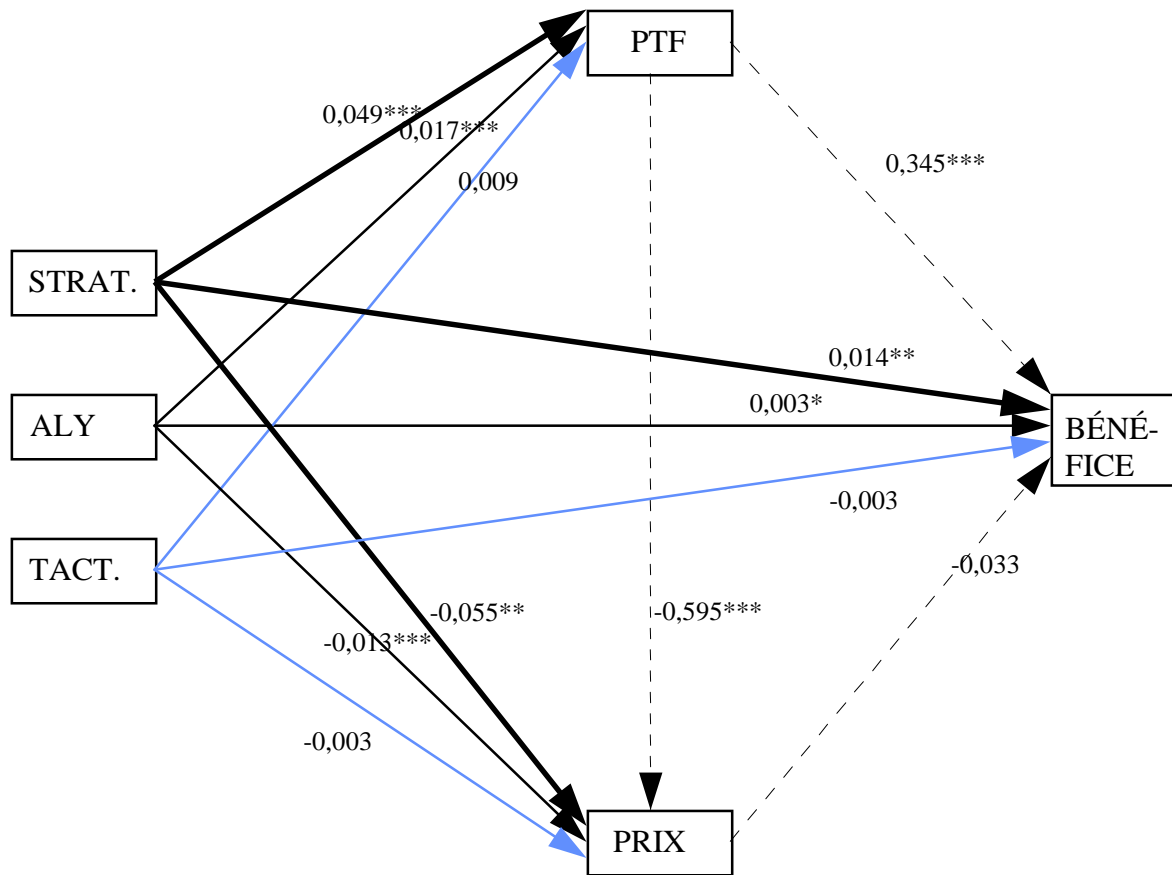 PTF
0,049***
0,017***
0,345***
0,009
STRAT.
0,014**
0,003*
ALY
BÉNÉ-
FICE
-0,003
TACT.
-0,033
-0,055**
-0,595***
-0,013***
-0,003
PRIX